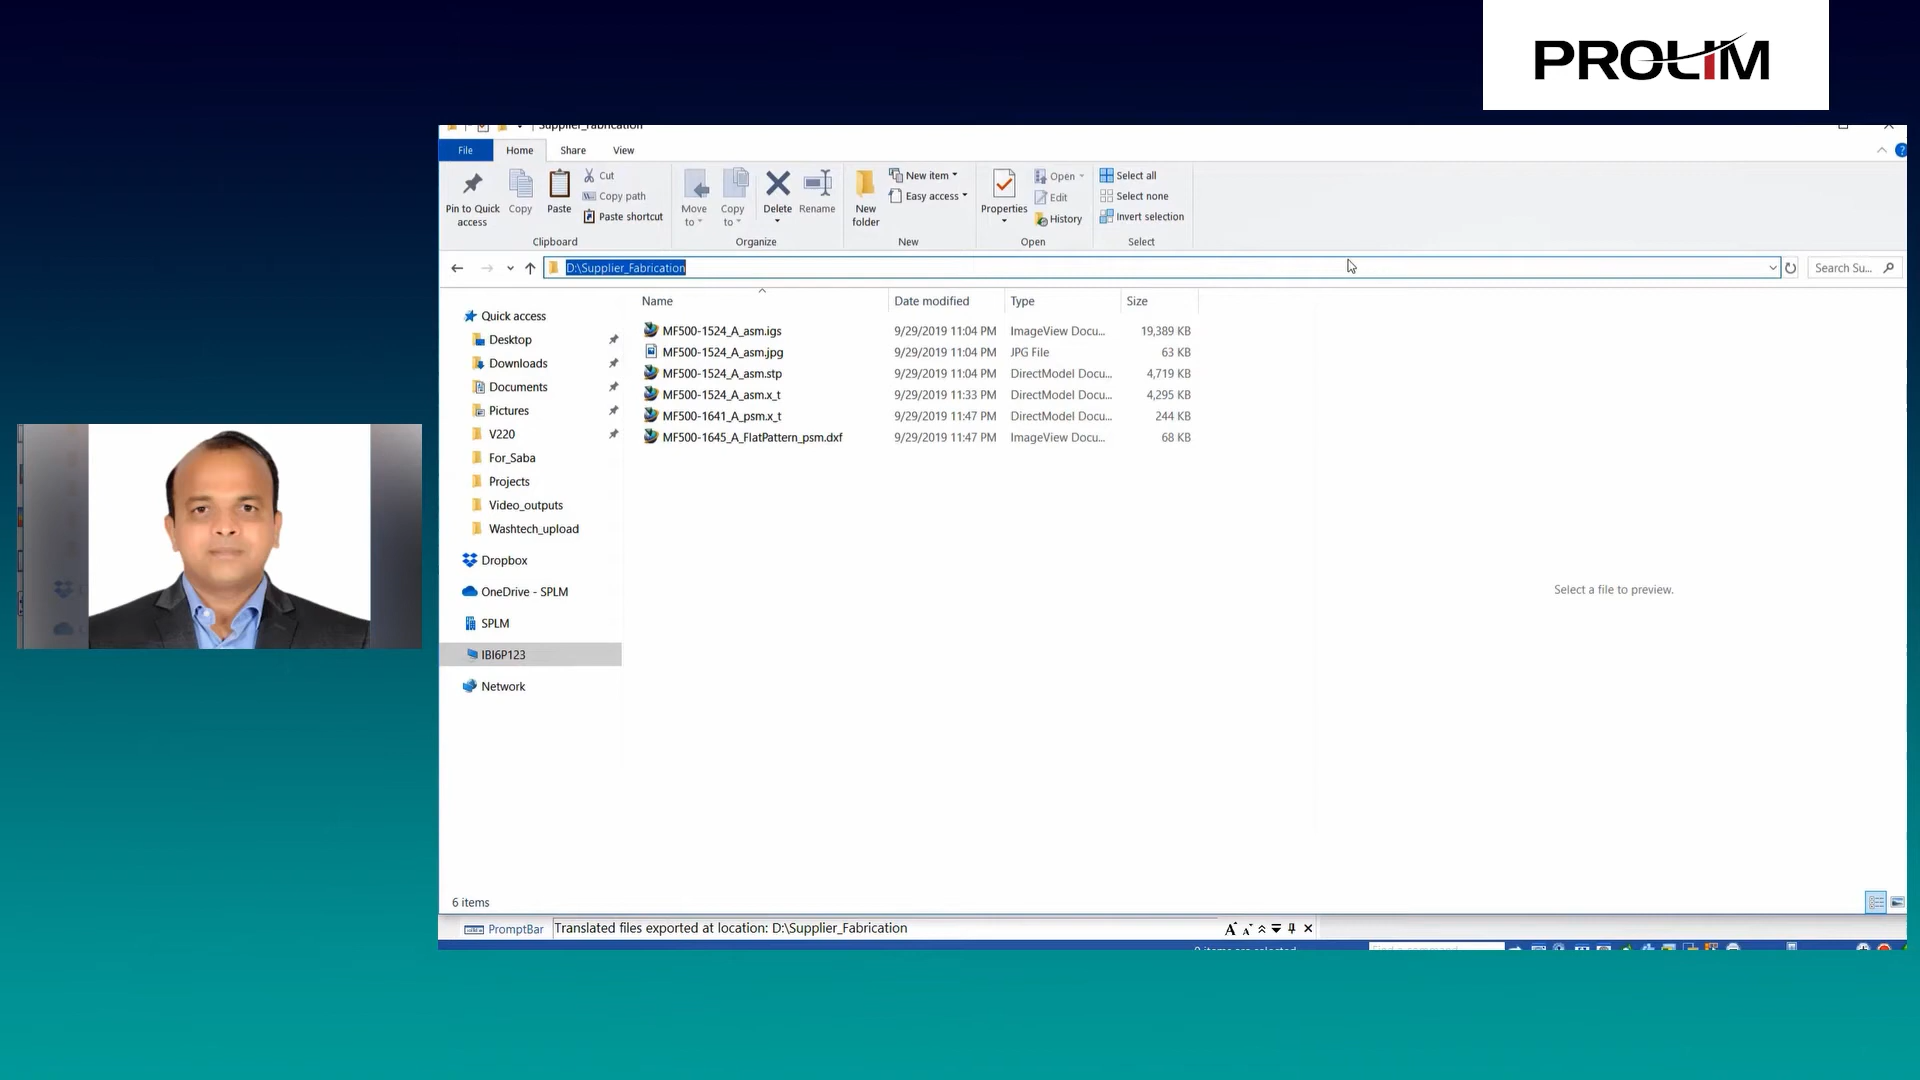 PROLIM
Supplier_Fabrication
File Home Share View
Pin to Quick access
Copy
Paste
Cut
Copy path
Paste shortcut
Clipboard
Move to
Copy to
Delete
Rename
Organize
New folder
New item
Easy access
New
Properties
Open
Edit
History
Open
Select all
Select none
Invert selection
Select
D:\Supplier_Fabrication
Search Su...
Name Date modified Type Size
MF500-1524_A_asm.igs 9/29/2019 11:04 PM ImageView Docu... 19,389 KB
MF500-1524_A_asm.jpg 9/29/2019 11:04 PM JPG File 63 KB
MF500-1524_A_asm.stp 9/29/2019 11:04 PM DirectModel Docu... 4,719 KB
MF500-1524_A_asm.x_t 9/29/2019 11:33 PM DirectModel Docu... 4,295 KB
MF500-1641_A_psm.x_t 9/29/2019 11:47 PM DirectModel Docu... 244 KB
MF500-1645_A_FlatPattern_psm.dxf 9/29/2019 11:47 PM ImageView Docu... 68 KB
Quick access
Desktop
Downloads
Documents
Pictures
V220
For_Saba
Projects
Video_outputs
Washtech_upload
Dropbox
OneDrive - SPLM
SPLM
IBI6P123
Network
Select a file to preview.
6 items
PromptBar Translated files exported at location: D:\Supplier_Fabrication